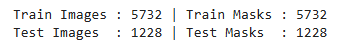 Train Images : 5732 | Train Masks : 5732
Test Images  : 1228 | Test Masks  : 1228